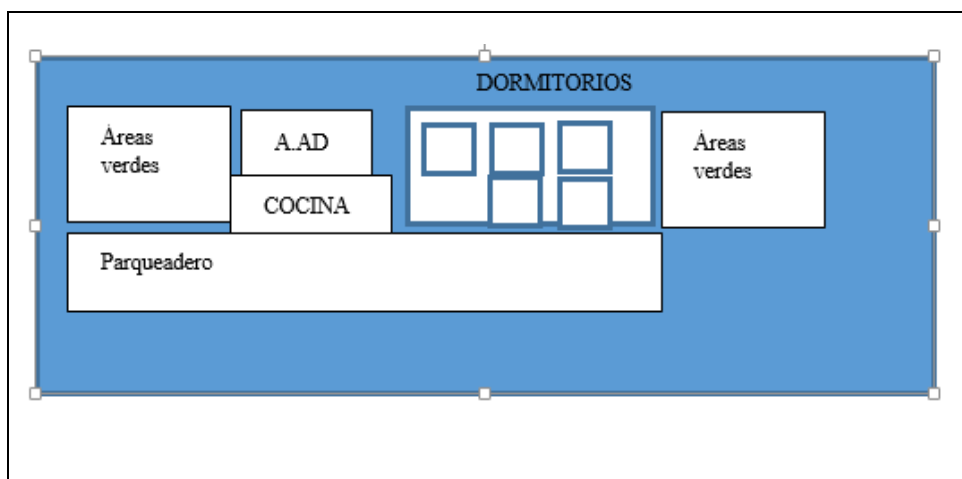 DORMITORIOS
Áreas
verdes
A.AD
COCINA
Áreas
verdes
Parqueadero